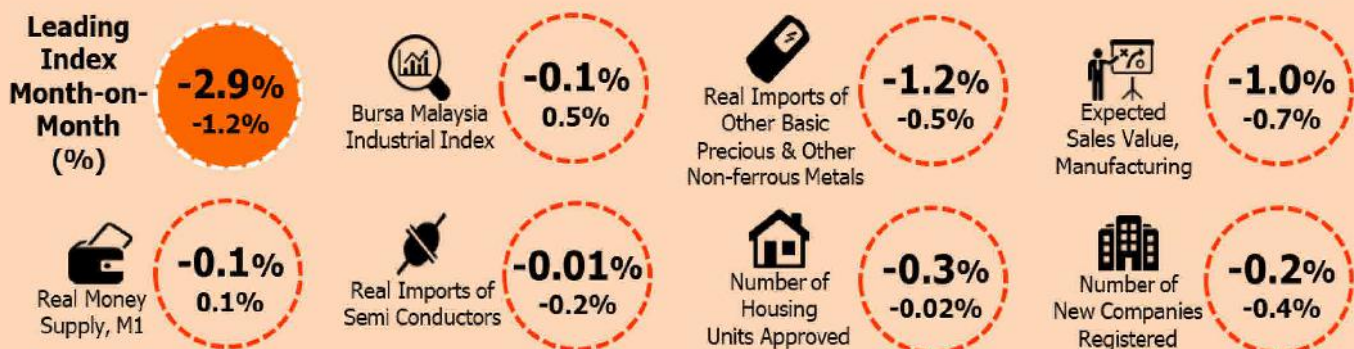 Leading
Index
Month-on-
Month
(%)
-2.9%
-1.2%
Bursa Malaysia
Industrial Index
-0.1%
0.5%
Real Imports of
Other Basic
Precious & Other
Non-ferrous Metals
-1.2%
-0.5%
Expected
Sales Value,
Manufacturing
-1.0%
-0.7%
Real Money
Supply, M1
-0.1%
0.1%
Real Imports of
Semi Conductors
-0.01%
-0.2%
Number of
Housing
Units Approved
-0.3%
-0.02%
Number of
New Companies
Registered
-0.2%
-0.4%